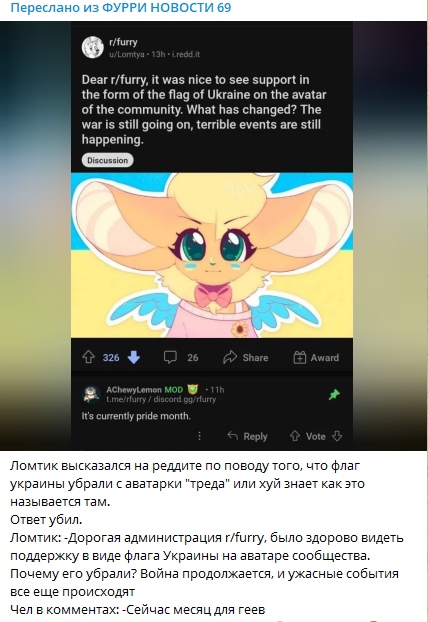 Переслано из ФУРРИ НОВОСТИ 69
r/furry
u/Lomtya • 13h • i.redd.it
Dear r/furry, it was nice to see support in
the form of the flag of Ukraine on the avatar
of the community. What has changed? The
war is still going on, terrible events are still
happening.
Discussion
326
26
Share
Award
AChewyLemon MOD • 11h
t.me/rfurry / discord.gg/rfurry
It's currently pride month.
Reply
Vote
Ломтик высказался на реддите по поводу того, что флаг
украины убрали с аватарки "треда" или хуй знает как это
называется там.
Ответ убил.
Ломтик: -Дорогая администрация r/furry, было здорово видеть
поддержку в виде флага Украины на аватаре сообщества.
Почему его убрали? Война продолжается, и ужасные события
все еще происходят
Чел в комментах: -Сейчас месяц для геев